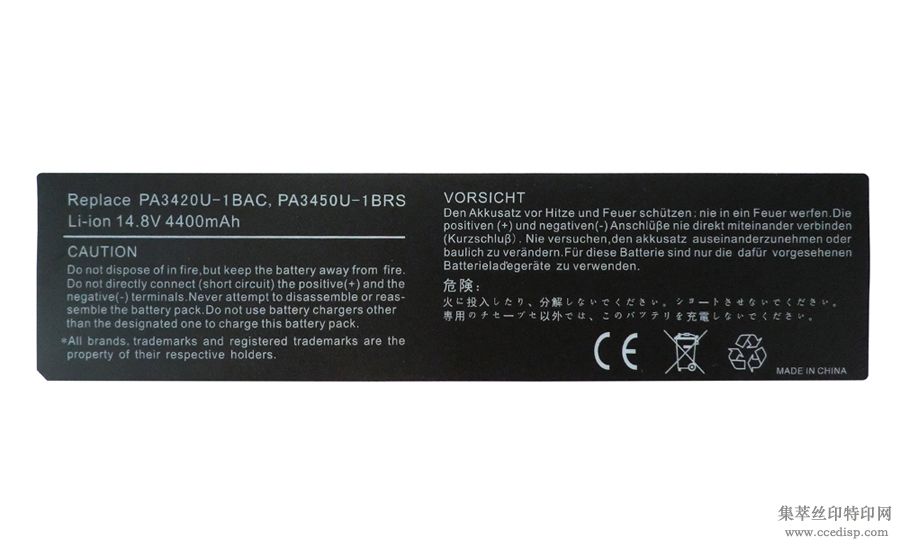 Replace PA3420U-1BAC, PA3450U-1BRS
Li-ion 14.8V 4400mAh
CAUTION
Do not dispose of in fire,but keep the battery away from fire.
Do not directly connect (short circuit) the positive(+) and the
negative(-) terminals.Never attempt to disassemble or reas-
semble the battery pack.Do not use battery chargers other
than the designated one to charge this battery pack.
*All brands, trademarks and registered trademarks are the
property of their respective holders.
VORSICHT
Den Akkusatz vor Hitze und Feuer schützen; nie in ein Feuer werfen.Die
positiven (+) und negativen(-) Anschlüße nie direkt miteinander verbinden
(Kurzschluß). Nie versuchen,den akkusatz auseinanderzunehmen oder
baulich zu verändern.Für diese Batterie sind nur die dafür vorgesehenen
Batterieladegeräte zu verwenden.
危険:
火に投入したり、分解しないでください。ショートさせないでください。
専用のチセーブセ以外では、このバツテリを充電しないでください。
CE
MADE IN CHINA
集萃丝印特印网
www.ccedisp.com